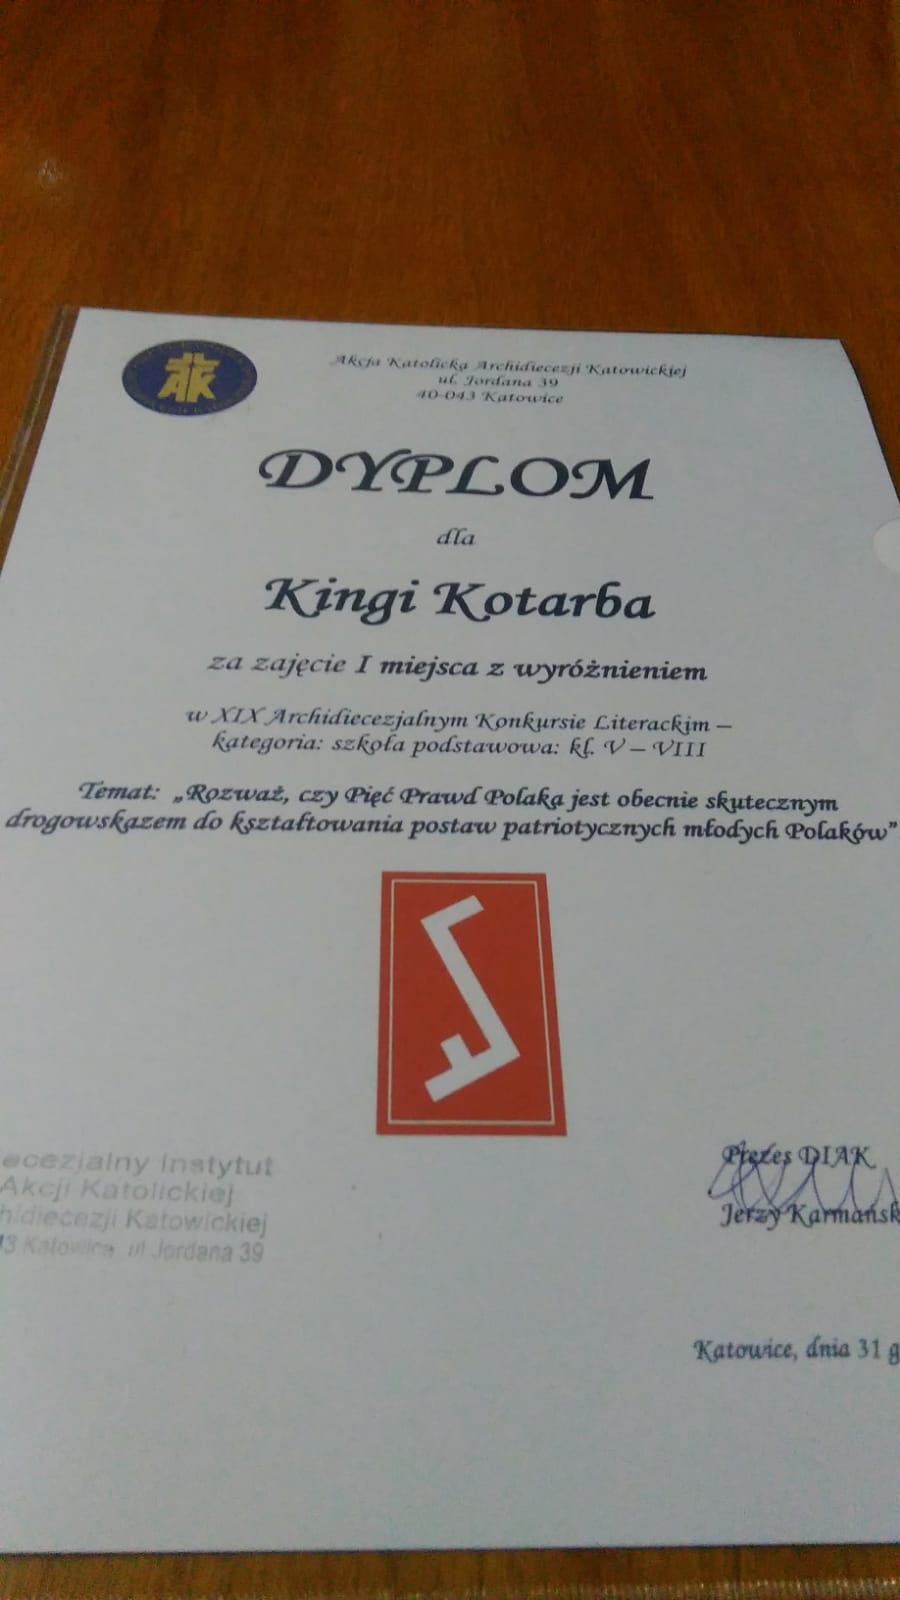 AK
Akcja Katolicka Archidiecezji Katowickiej
ul. Jordana 39
40-043 Katowice
DYPLOM
dla
Kingi Kotarba
za zajęcie I miejsca z wyróżnieniem
w XIX Archidiecezjalnym Konkursie Literackim –
kategoria: szkoła podstawowa: kl. V – VIII
Temat: „Rozważ, czy Pięć Prawd Polaka jest obecnie skutecznym
drogowskazem do kształtowania postaw patriotycznych młodych Polaków”
ecezjalny Instytut
Akcji Katolickiej
hidiecezji Katowickiej
3 Katowice ul Jordana 39
Prezes DIAK
Jerzy Karmańsk
Katowice, dnia 31 g